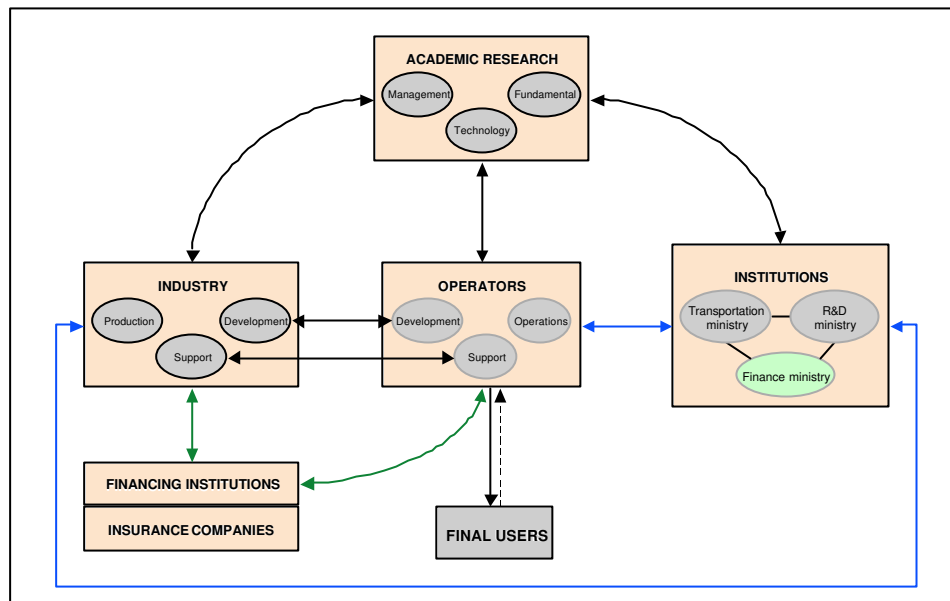 ACADEMIC RESEARCH
Management
Fundamental
Technology
INDUSTRY
Production
Development
Support
OPERATORS
Development
Operations
Support
INSTITUTIONS
Transportation
ministry
R&D
ministry
Finance ministry
FINANCING INSTITUTIONS
INSURANCE COMPANIES
FINAL USERS